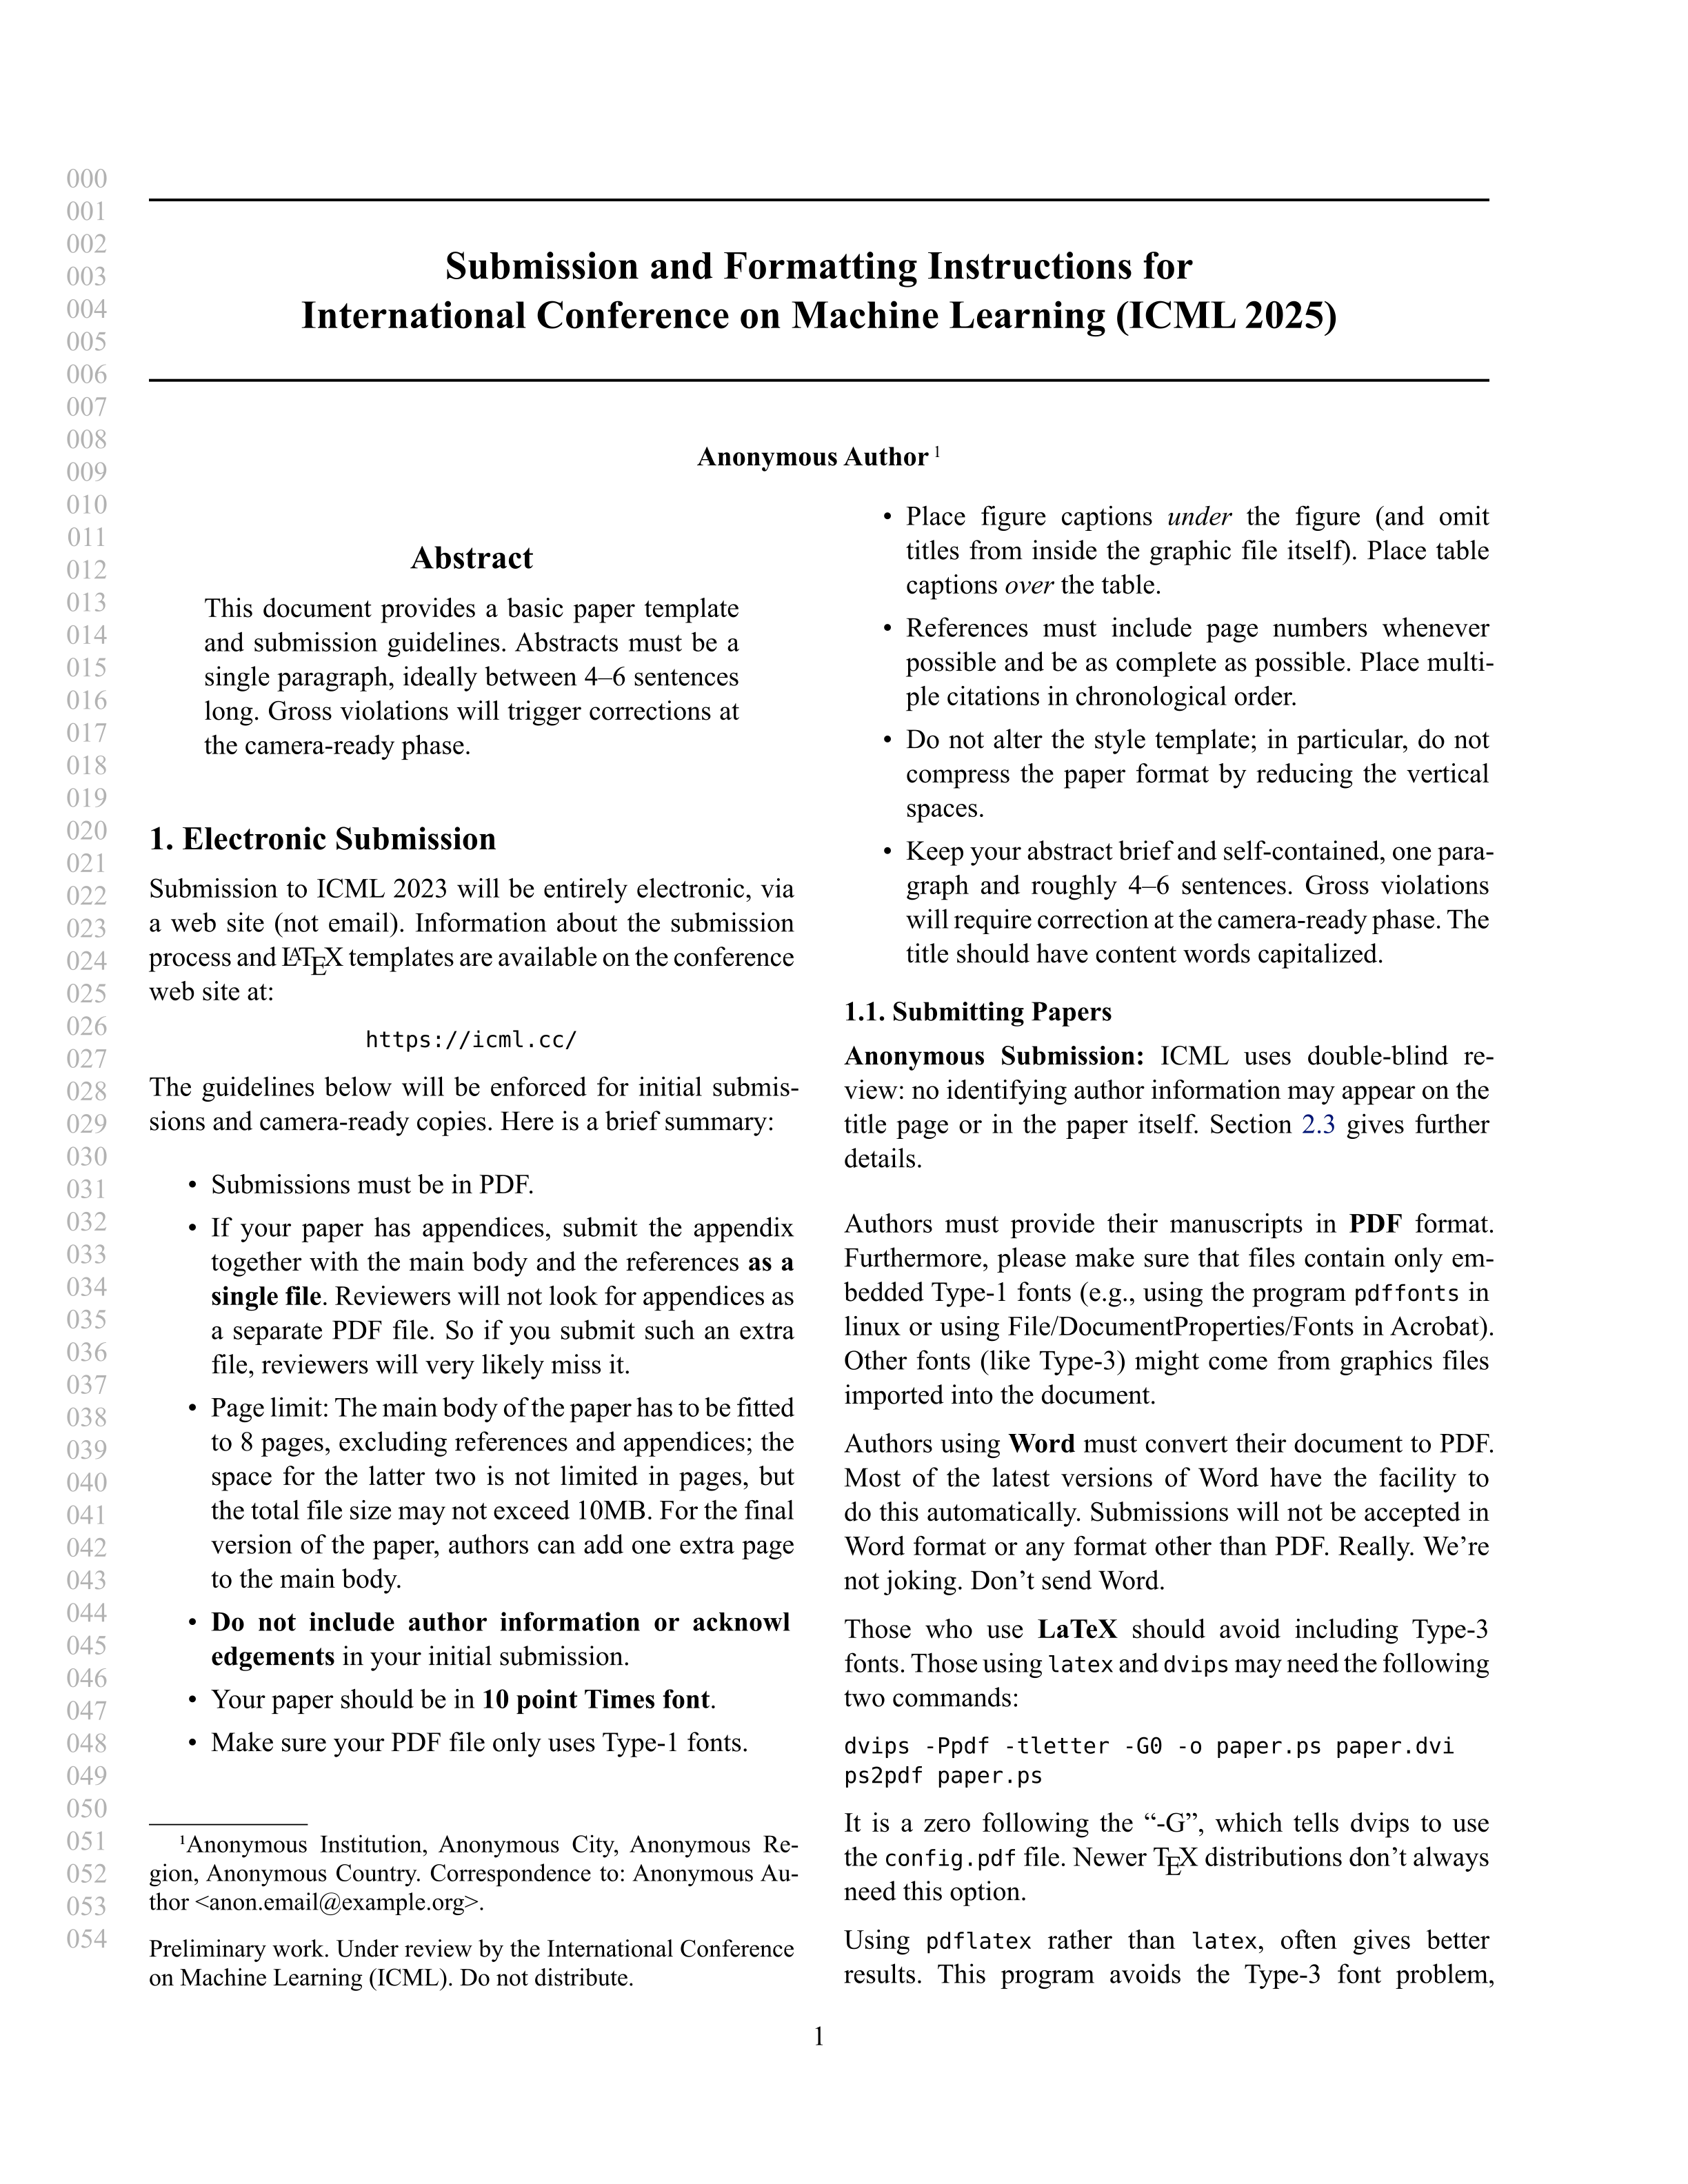 000
001
002
003
004
005
006
007
008
009
010
011
012
013
014
015
016
017
018
019
020
021
022
023
024
025
026
027
028
029
030
031
032
033
034
035
036
037
038
039
040
041
042
043
044
045
046
047
048
049
050
051
052
053
054
Submission and Formatting Instructions for
International Conference on Machine Learning (ICML 2025)
Anonymous Author 1
Abstract
This document provides a basic paper template
and submission guidelines. Abstracts must be a
single paragraph, ideally between 4–6 sentences
long. Gross violations will trigger corrections at
the camera-ready phase.
1. Electronic Submission
Submission to ICML 2023 will be entirely electronic, via
a web site (not email). Information about the submission
process and LATEX templates are available on the conference
web site at:
https://icml.cc/
The guidelines below will be enforced for initial submis-
sions and camera-ready copies. Here is a brief summary:
• Submissions must be in PDF.
• If your paper has appendices, submit the appendix
together with the main body and the references as a
single file. Reviewers will not look for appendices as
a separate PDF file. So if you submit such an extra
file, reviewers will very likely miss it.
• Page limit: The main body of the paper has to be fitted
to 8 pages, excluding references and appendices; the
space for the latter two is not limited in pages, but
the total file size may not exceed 10MB. For the final
version of the paper, authors can add one extra page
to the main body.
• Do not include author information or acknowl
edgements in your initial submission.
• Your paper should be in 10 point Times font.
• Make sure your PDF file only uses Type-1 fonts.
1Anonymous Institution, Anonymous City, Anonymous Re-
gion, Anonymous Country. Correspondence to: Anonymous Au-
thor <anon.email@example.org>.
Preliminary work. Under review by the International Conference
on Machine Learning (ICML). Do not distribute.
• Place figure captions under the figure (and omit
titles from inside the graphic file itself). Place table
captions over the table.
• References must include page numbers whenever
possible and be as complete as possible. Place multi-
ple citations in chronological order.
• Do not alter the style template; in particular, do not
compress the paper format by reducing the vertical
spaces.
• Keep your abstract brief and self-contained, one para-
graph and roughly 4–6 sentences. Gross violations
will require correction at the camera-ready phase. The
title should have content words capitalized.
1.1. Submitting Papers
Anonymous Submission: ICML uses double-blind re-
view: no identifying author information may appear on the
title page or in the paper itself. Section 2.3 gives further
details.
Authors must provide their manuscripts in PDF format.
Furthermore, please make sure that files contain only em-
bedded Type-1 fonts (e.g., using the program pdffonts in
linux or using File/DocumentProperties/Fonts in Acrobat).
Other fonts (like Type-3) might come from graphics files
imported into the document.
Authors using Word must convert their document to PDF.
Most of the latest versions of Word have the facility to
do this automatically. Submissions will not be accepted in
Word format or any format other than PDF. Really. We’re
not joking. Don’t send Word.
Those who use LaTeX should avoid including Type-3
fonts. Those using latex and dvips may need the following
two commands:
dvips -Ppdf -tletter -G0 -o paper.ps paper.dvi
ps2pdf paper.ps
It is a zero following the “-G”, which tells dvips to use
the config.pdf file. Newer TEX distributions don’t always
need this option.
Using pdflatex rather than latex, often gives better
results. This program avoids the Type-3 font problem,
1